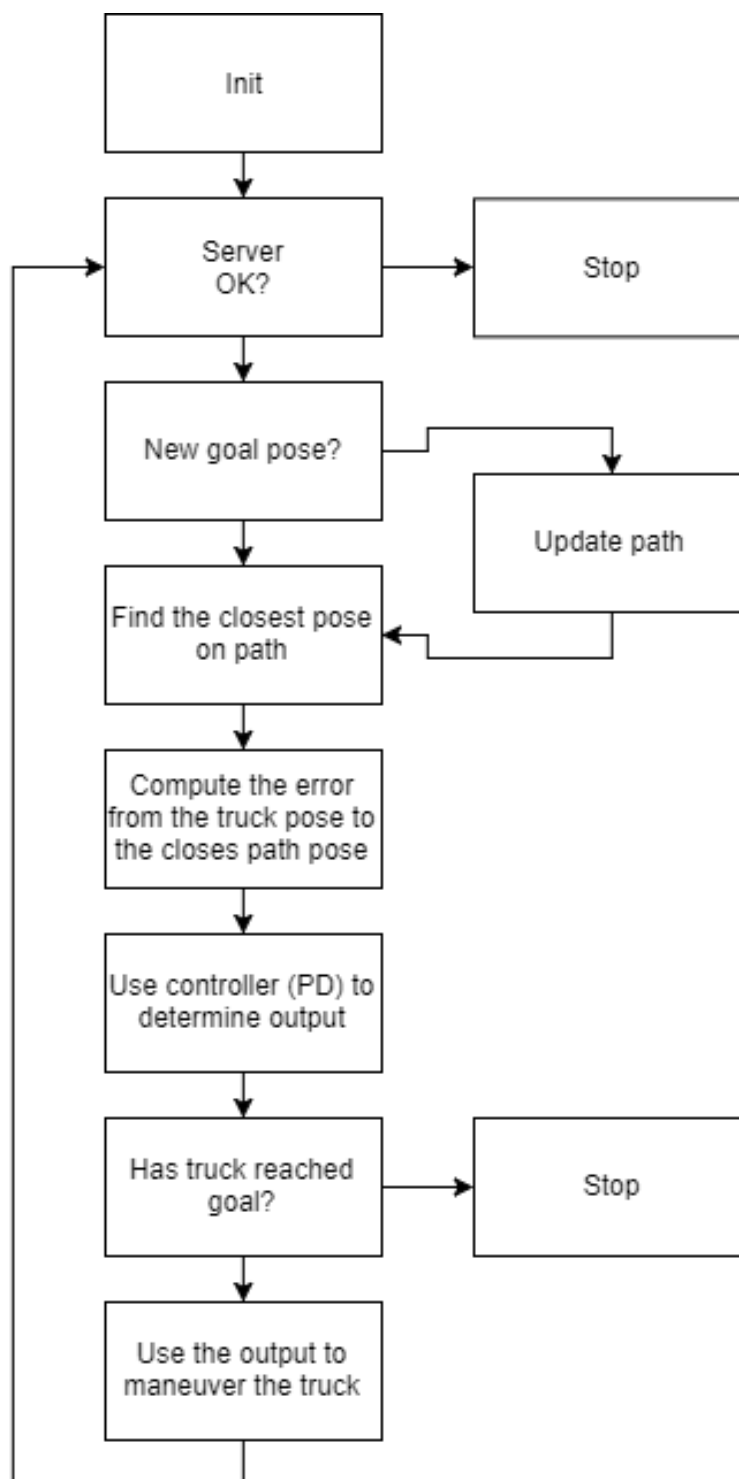 Init
Server
OK?
Stop
New goal pose?
Update path
Find the closest pose
on path
Compute the error
from the truck pose to
the closes path pose
Use controller (PD) to
determine output
Has truck reached
goal?
Stop
Use the output to
maneuver the truck